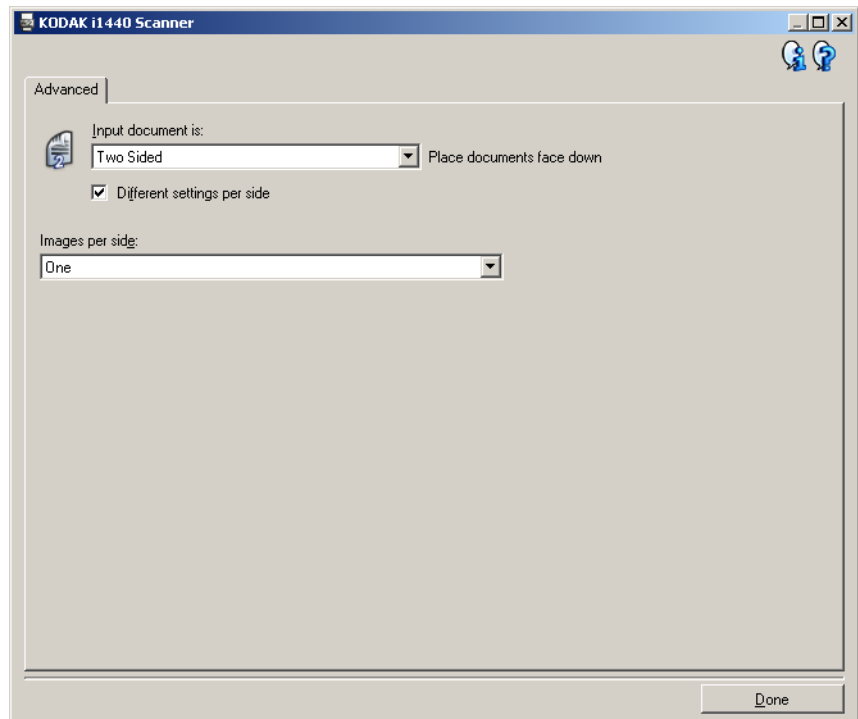 KODAK i1440 Scanner
Advanced
Input document is:
2
Two Sided
Place documents face down
Different settings per side
Images per side:
One
Done